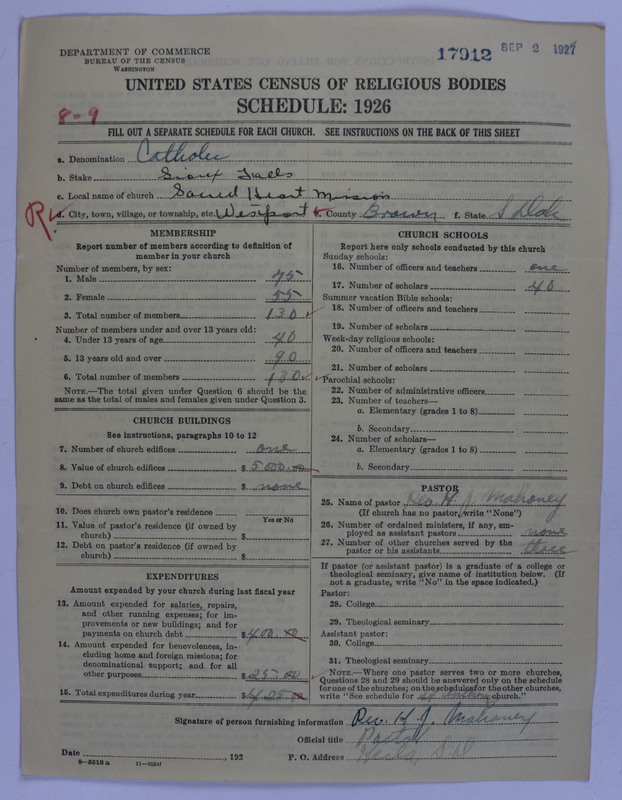 DEPARTMENT OF COMMERCE
BUREAU OF THE CENSUS
WASHINGTON
17912 SEP 2 1927
UNITED STATES CENSUS OF RELIGIOUS BODIES
SCHEDULE: 1926
8-9
FILL OUT A SEPARATE SCHEDULE FOR EACH CHURCH. SEE INSTRUCTIONS ON THE BACK OF THIS SHEET
a. Denomination Catholic
b. Stake Sioux Falls
c. Local name of church Sacred Heart Mission
d. City, town, village, or township, etc. Westport County Brown f. State S Dak
MEMBERSHIP
Report number of members according to definition of
member in your church
Number of members, by sex:
1. Male 75
2. Female 55
3. Total number of members 130
Number of members under and over 13 years old:
4. Under 13 years of age 40
5. 13 years old and over 90
6. Total number of members 130
NOTE.—The total given under Question 6 should be
same as the total of males and females given under Question 3.
CHURCH BUILDINGS
See instructions, paragraphs 10 to 12
7. Number of church edifices one
8. Value of church edifices $ 5000.00
9. Debt on church edifices $ none
10. Does church own pastor's residence
Yes or No
11. Value of pastor's residence (if owned by
church) $
12. Debt on pastor's residence (if owned by
church) $
EXPENDITURES
Amount expended by your church during last fiscal year
13. Amount expended for salaries, repairs,
and other running expenses; for im-
provements or new buildings; and for
payments on church debt $400.00
14. Amount expended for benevolences, in-
cluding home and foreign missions; for
denominational support; and for all
other purposes $ 25.00
15. Total expenditures during year $ 425.00
CHURCH SCHOOLS
Report here only schools conducted by this church
Sunday schools:
16. Number of officers and teachers one
17. Number of scholars 40
Summer vacation Bible schools:
18. Number of officers and teachers
19. Number of scholars
Week-day religious schools:
20. Number of officers and teachers
21. Number of scholars
Parochial schools:
22. Number of administrative officers
23. Number of teachers—
a. Elementary (grades 1 to 8)
b. Secondary
24. Number of scholars—
a. Elementary (grades 1 to 8)
b. Secondary
PASTOR
25. Name of pastor Rev. H. J. Mahoney
(If church has no pastor, write "None")
26. Number of ordained ministers, if any, em-
ployed as assistant pastors none
27. Number of other churches served by the
pastor or his assistants three
If pastor (or assistant pastor) is a graduate of a college or
theological seminary, give name of institution below. (If
not a graduate, write "No" in the space indicated.)
Pastor:
28. College
29. Theological seminary
Assistant pastor:
30. College
31. Theological seminary
NOTE.—Where one pastor serves two or more churches,
Questions 28 and 29 should be answered only on the schedule
for one of the churches; on the schedules for the other churches,
write "See schedule for church."
Signature of person furnishing information Rev. H. J. Mahoney
Official title Pastor
Date , 192 P. O. Address Hecla, S D
8-5518 a